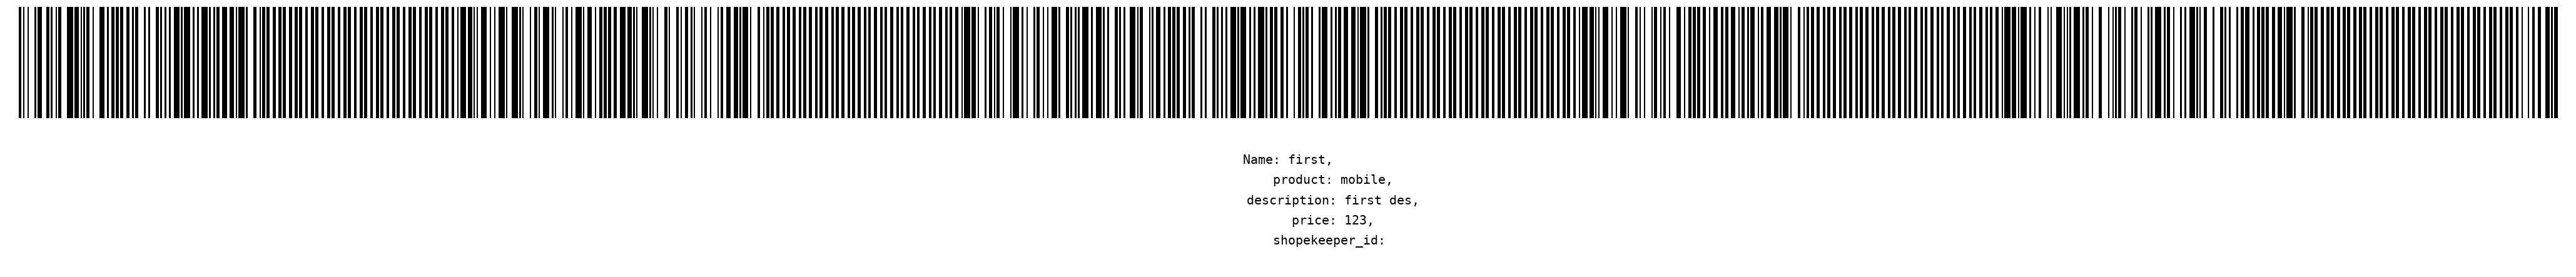 Name: first,
product: mobile,
description: first des,
price: 123,
shopekeeper_id: